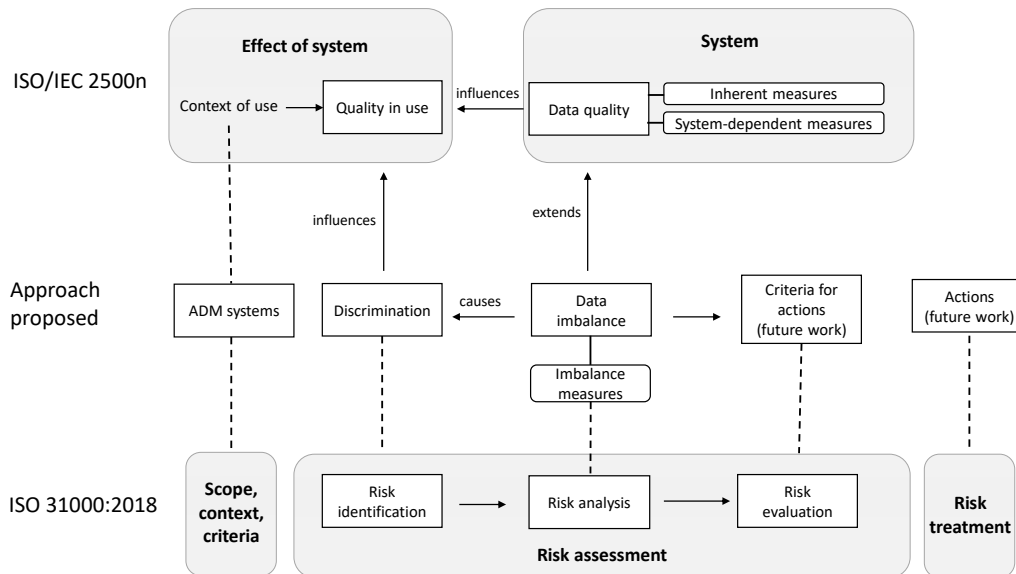 Effect of system
System
ISO/IEC 2500n
Context of use
Quality in use
influences
Data quality
Inherent measures
System-dependent measures
influences
extends
Approach
proposed
ADM systems
Discrimination
causes
Data
imbalance
Criteria for
actions
(future work)
Actions
(future work)
Imbalance
measures
ISO 31000:2018
Scope,
context,
criteria
Risk
identification
Risk analysis
Risk
evaluation
Risk assessment
Risk
treatment